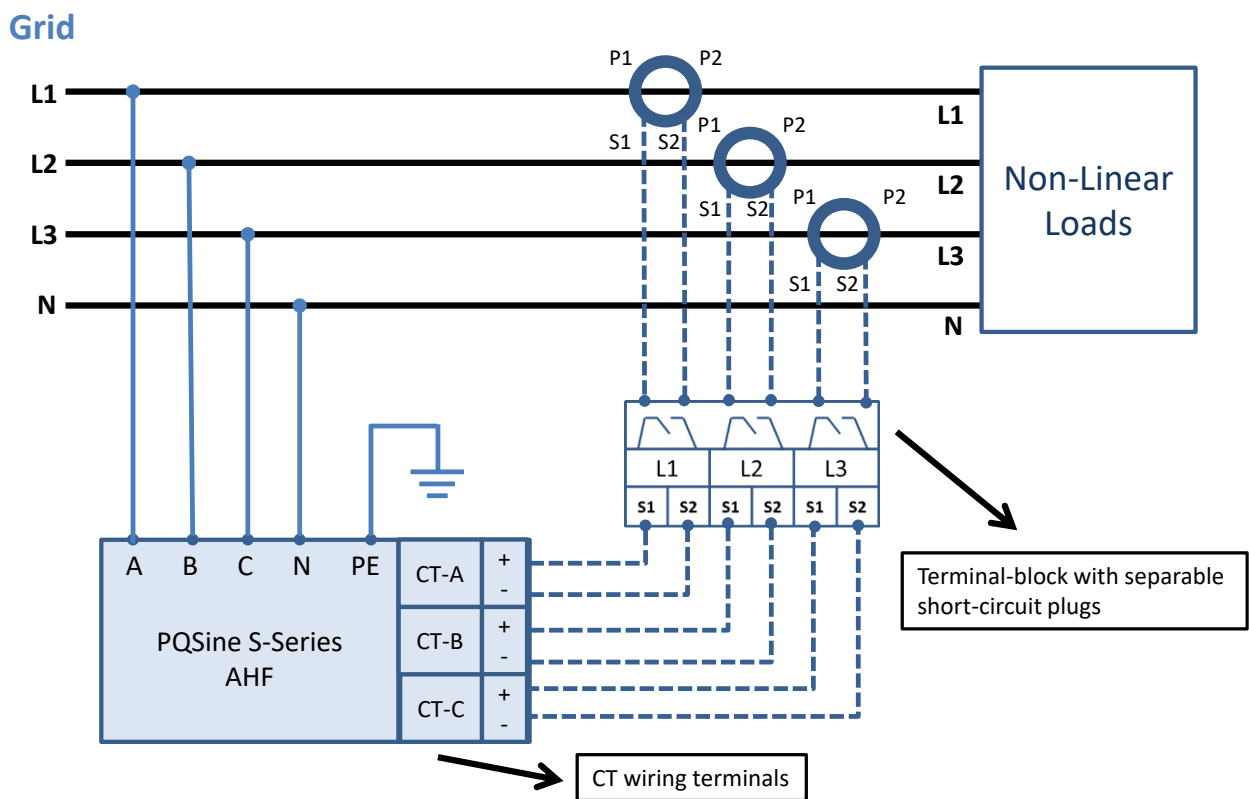 Grid
P1 P2
L1
L1
S1 S2 P1 P2
L2
L2
S1 S2 P1 P2
L3
L3
S1 S2
N
N
Non-Linear
Loads
L1 L2 L3
S1 S2 S1 S2 S1 S2
A B C N PE
CT-A + -
CT-B + -
CT-C + -
PQSine S-Series
AHF
Terminal-block with separable
short-circuit plugs
CT wiring terminals